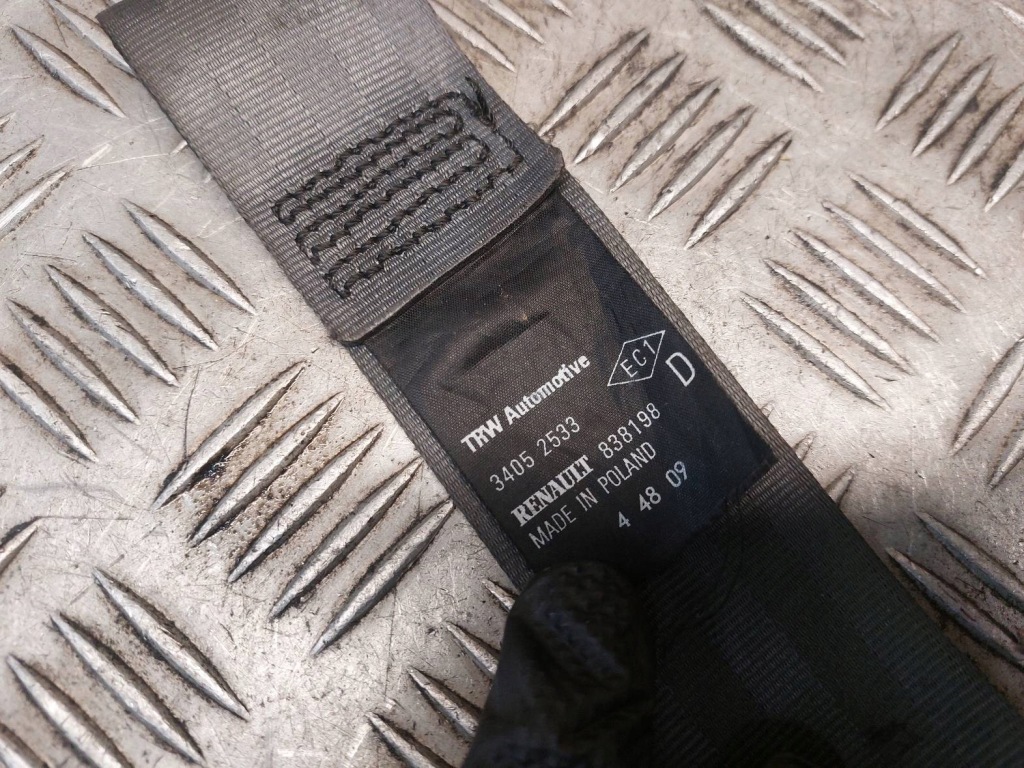 TRW Automotive
EC1
3405 2533
D
RENAULT 838198
MADE IN POLAND
4 48 09